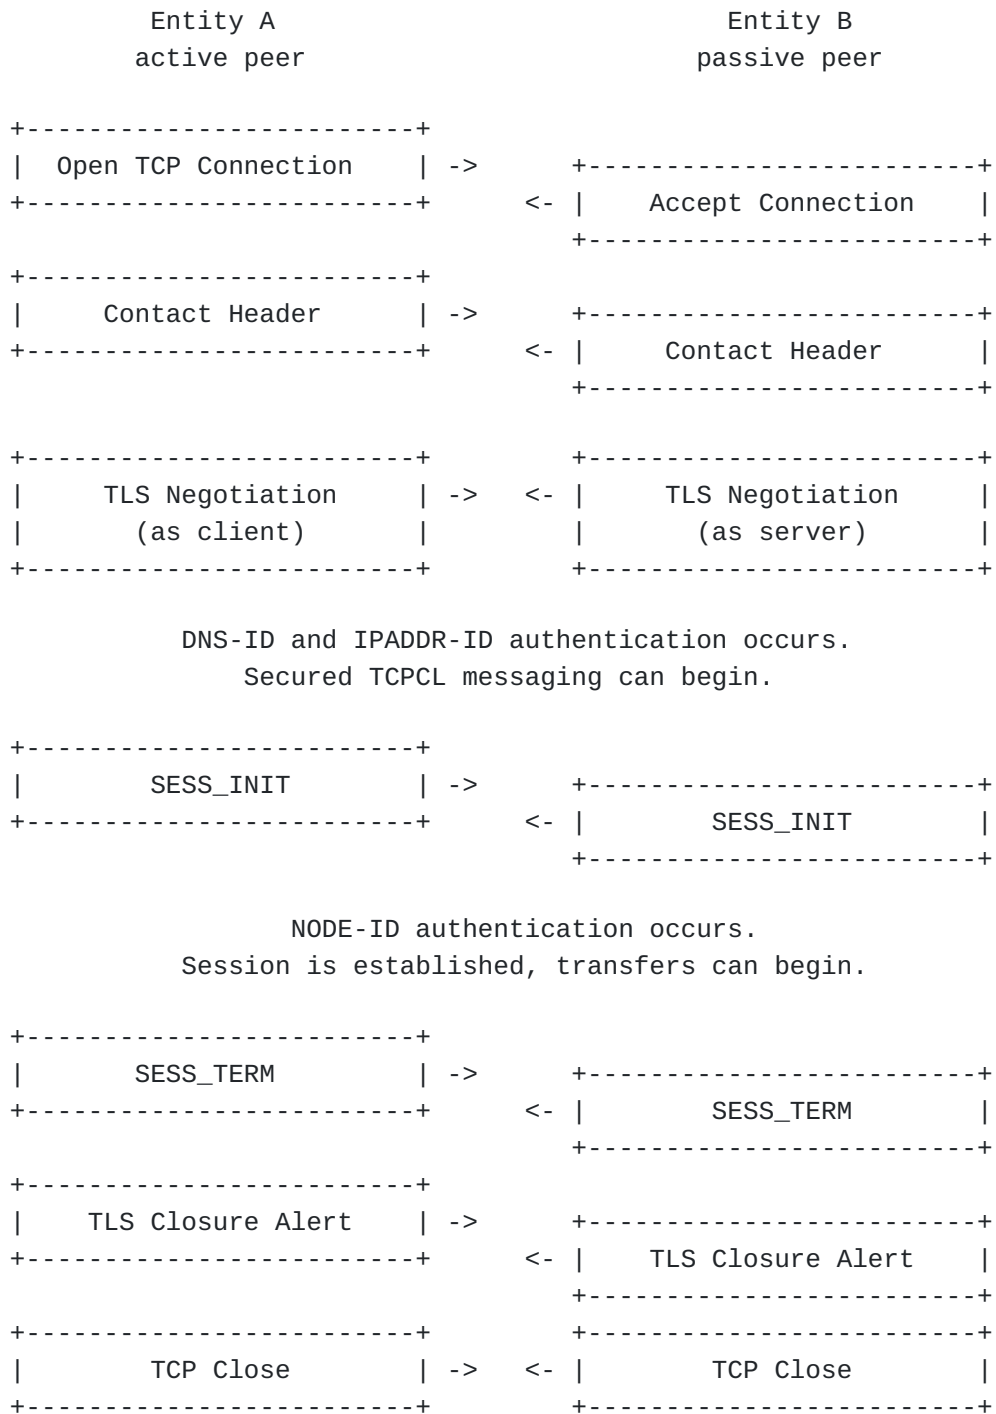 Entity A                             Entity B
        active peer                         passive peer

+-------------------------+
|  Open TCP Connection    | ->      +-------------------------+
+-------------------------+      <- |    Accept Connection    |
                                    +-------------------------+
+-------------------------+
|     Contact Header      | ->      +-------------------------+
+-------------------------+      <- |     Contact Header      |
                                    +-------------------------+

+-------------------------+         +-------------------------+
|     TLS Negotiation     | ->   <- |     TLS Negotiation     |
|       (as client)       |         |       (as server)       |
+-------------------------+         +-------------------------+

           DNS-ID and IPADDR-ID authentication occurs.
               Secured TCPCL messaging can begin.

+-------------------------+
|        SESS_INIT        | ->      +-------------------------+
+-------------------------+      <- |        SESS_INIT        |
                                    +-------------------------+

                  NODE-ID authentication occurs.
           Session is established, transfers can begin.

+-------------------------+
|       SESS_TERM         | ->      +-------------------------+
+-------------------------+      <- |        SESS_TERM        |
                                    +-------------------------+
+-------------------------+
|    TLS Closure Alert    | ->      +-------------------------+
+-------------------------+      <- |    TLS Closure Alert    |
                                    +-------------------------+
+-------------------------+         +-------------------------+
|        TCP Close        | ->   <- |        TCP Close        |
+-------------------------+         +-------------------------+